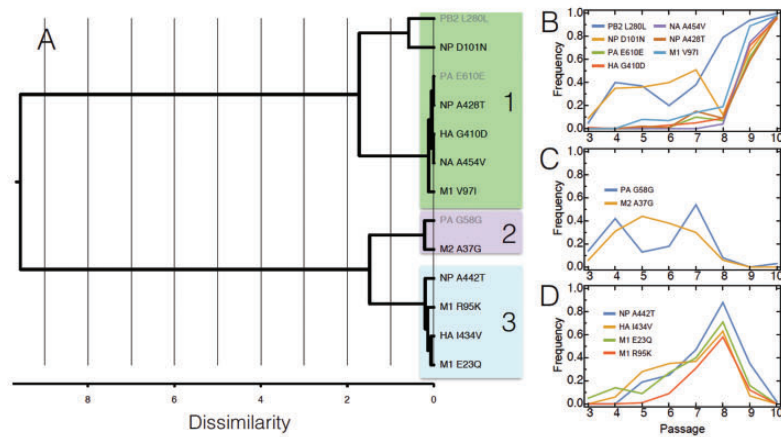 A
PB2 L280L
NP D101N
PA E610E
NP A428T
HA G410D
NA A454V
M1 V97I
1
PA G58G
M2 A37G
2
NP A442T
M1 R95K
HA I434V
M1 E23Q
3
8 6 4 2 0
Dissimilarity
B
Frequency
1.0
0.8
0.6
0.4
0.2
0.0
PB2 L280L NA A454V
NP D101N NP A428T
PA E610E M1 V97I
HA G410D
3 4 5 6 7 8 9 10
C
Frequency
1.0
0.8
0.6
0.4
0.2
0.0
PA G58G
M2 A37G
3 4 5 6 7 8 9 10
D
Frequency
1.0
0.8
0.6
0.4
0.2
0.0
NP A442T
HA I434V
M1 E23Q
M1 R95K
3 4 5 6 7 8 9 10
Passage